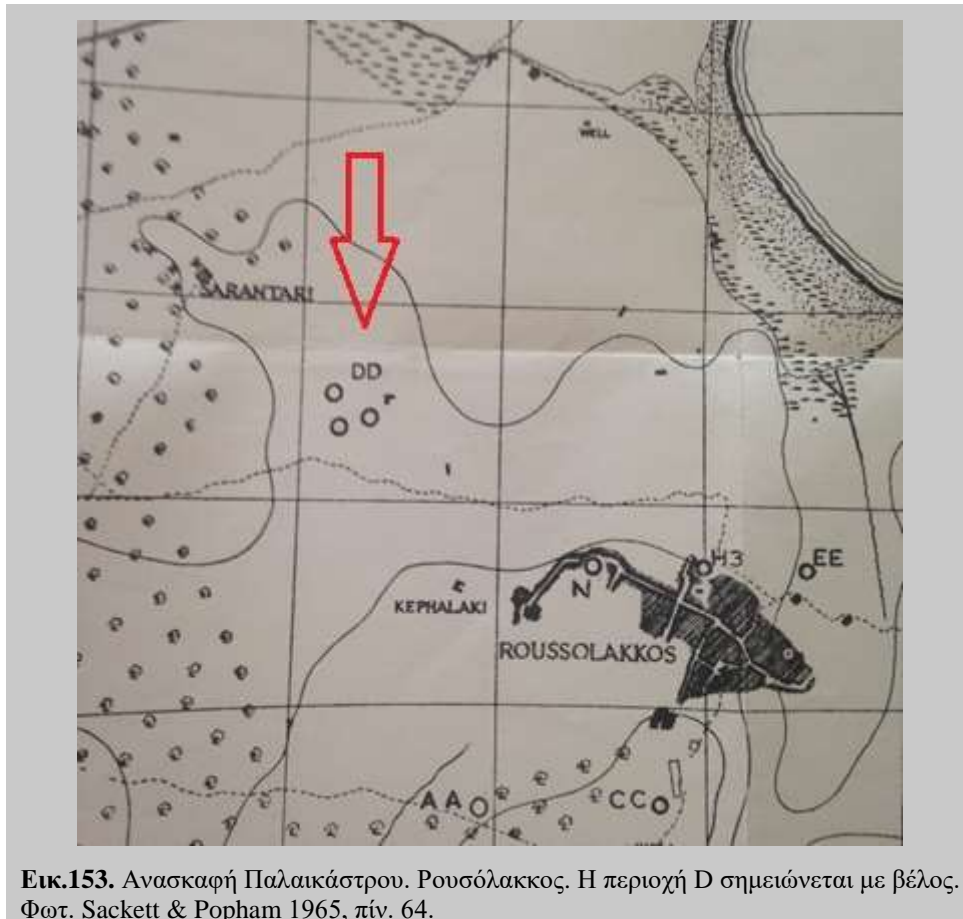 WELL
SARANTARI
DD
H3
EE
N
KEPHALAKI
ROUSSOLAKKOS
AA
CC
Εικ.153. Ανασκαφή Παλαικάστρου. Ρουσόλακκος. Η περιοχή D σημειώνεται με βέλος.
Φωτ. Sackett & Popham 1965, πίν. 64.